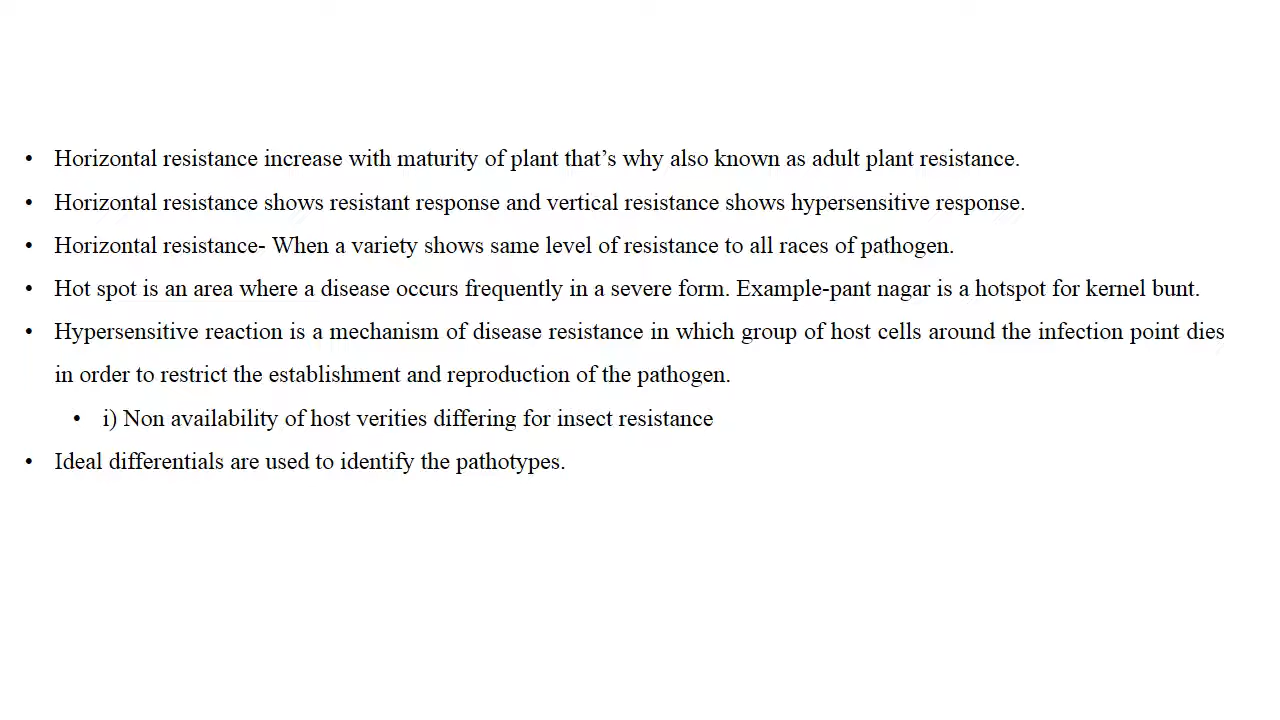 • Horizontal resistance increase with maturity of plant that’s why also known as adult plant resistance.
• Horizontal resistance shows resistant response and vertical resistance shows hypersensitive response.
• Horizontal resistance- When a variety shows same level of resistance to all races of pathogen.
• Hot spot is an area where a disease occurs frequently in a severe form. Example-pant nagar is a hotspot for kernel bunt.
• Hypersensitive reaction is a mechanism of disease resistance in which group of host cells around the infection point dies
in order to restrict the establishment and reproduction of the pathogen.
• i) Non availability of host verities differing for insect resistance
• Ideal differentials are used to identify the pathotypes.